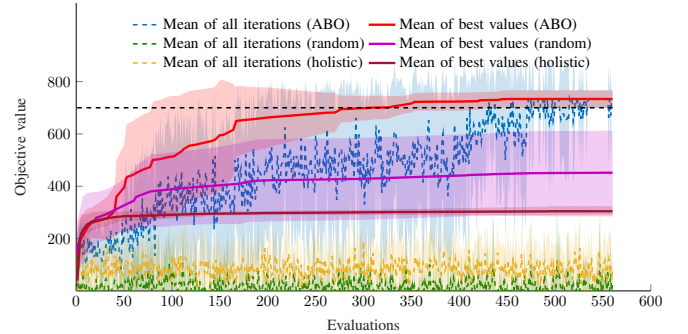 Mean of all iterations (ABO) Mean of best values (ABO)
Mean of all iterations (random) Mean of best values (random)
Mean of all iterations (holistic) Mean of best values (holistic)
800
600
400
200
Objective value
0 50 100 150 200 250 300 350 400 450 500 550 600
Evaluations